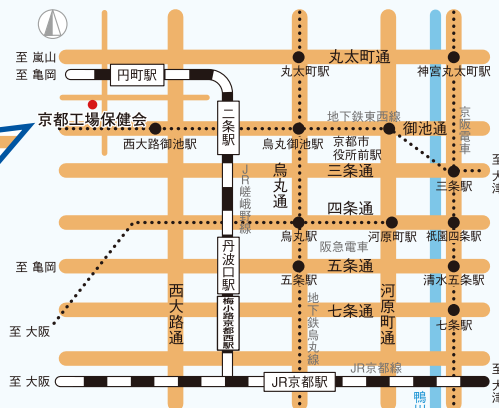 至 嵐山
丸太町通
至 亀岡
円町駅
丸太町駅
神宮丸太町駅
京都工場保健会
二条駅
地下鉄東西線
御池通
京阪電車
西大路御池駅
烏丸御池駅
京都市
役所前駅
三条通
至
大津
三条駅
JR嵯峨野線
烏丸通
四条通
烏丸駅
河原町駅
祇園四条駅
阪急電車
丹波口駅
至 亀岡
五条通
五条駅
清水五条駅
西大路通
梅小路京都西駅
地下鉄烏丸線
七条通
河原町通
七条駅
至 大阪
JR京都線
至 大阪
JR京都駅
至
大津
鴨川